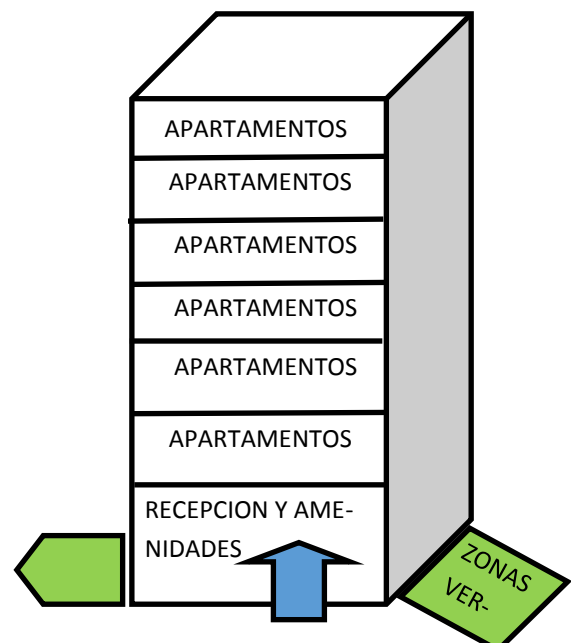 APARTAMENTOS
APARTAMENTOS
APARTAMENTOS
APARTAMENTOS
APARTAMENTOS
APARTAMENTOS
RECEPCION Y AME-
NIDADES
ZONAS
VER-